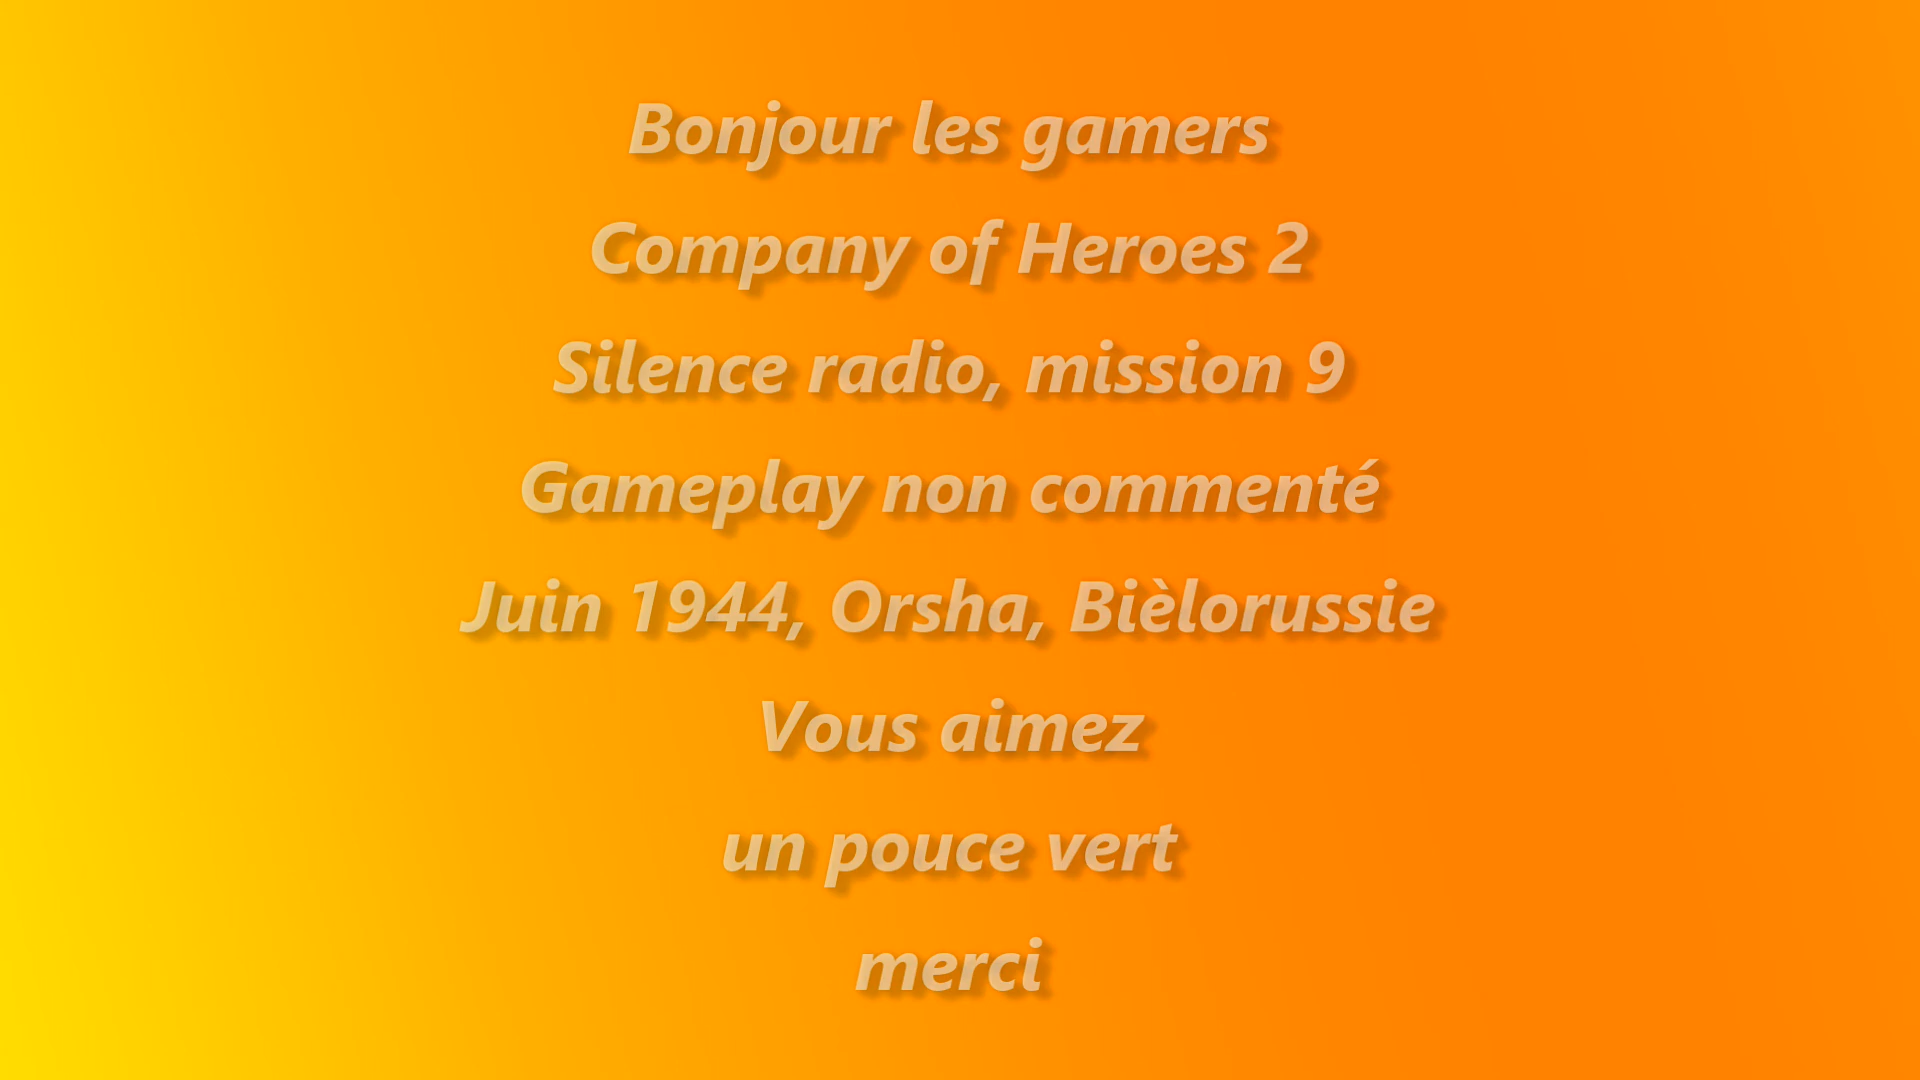 Bonjour les gamers
Company of Heroes 2
Silence radio, mission 9
Gameplay non commenté
Juin 1944, Orsha, Bièlorussie
Vous aimez
un pouce vert
merci